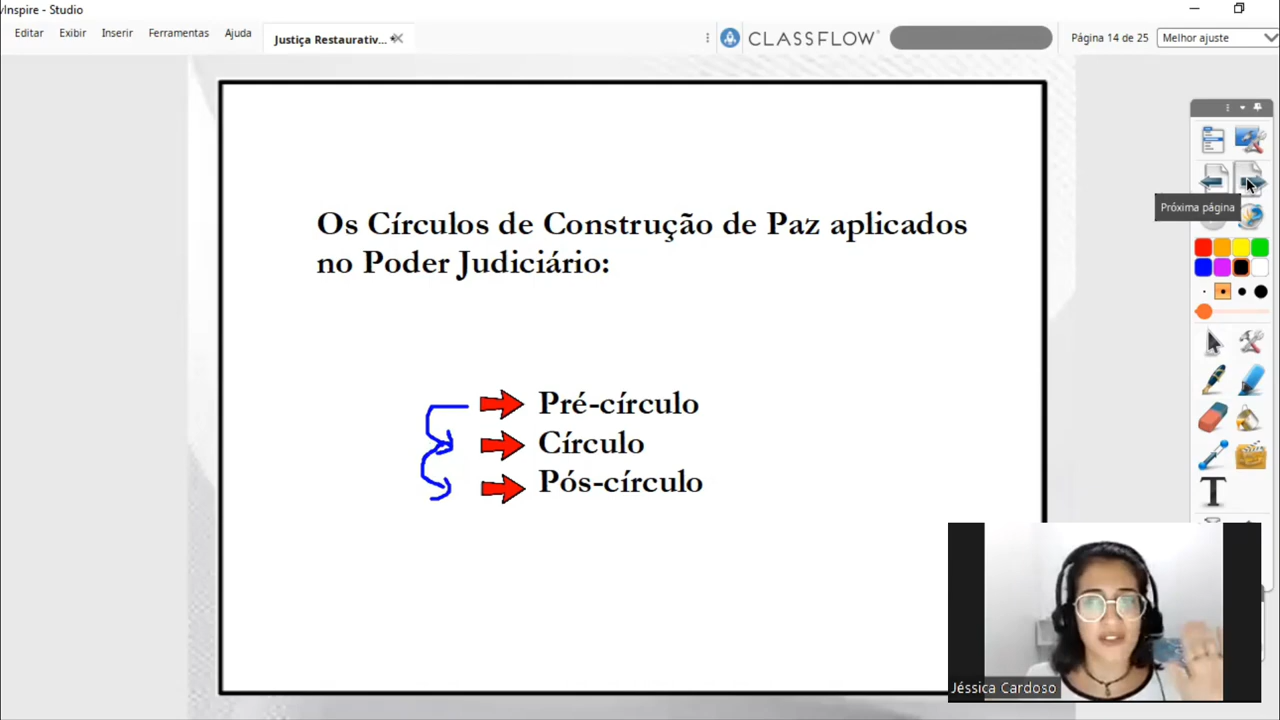 vInspire - Studio
Editar Exibir Inserir Ferramentas Ajuda
Justiça Restaurativ...
CLASSFLOW
Página 14 de 25
Melhor ajuste
Próxima página
Os Círculos de Construção de Paz aplicados
no Poder Judiciário:
Pré-círculo
Círculo
Pós-círculo
T
Jéssica Cardoso